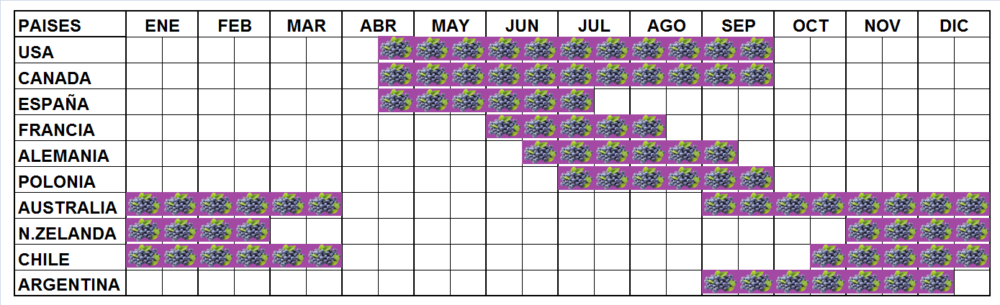 PAISES ENE FEB MAR ABR MAY JUN JUL AGO SEP OCT NOV DIC
USA
CANADA
ESPAÑA
FRANCIA
ALEMANIA
POLONIA
AUSTRALIA
N.ZELANDA
CHILE
ARGENTINA